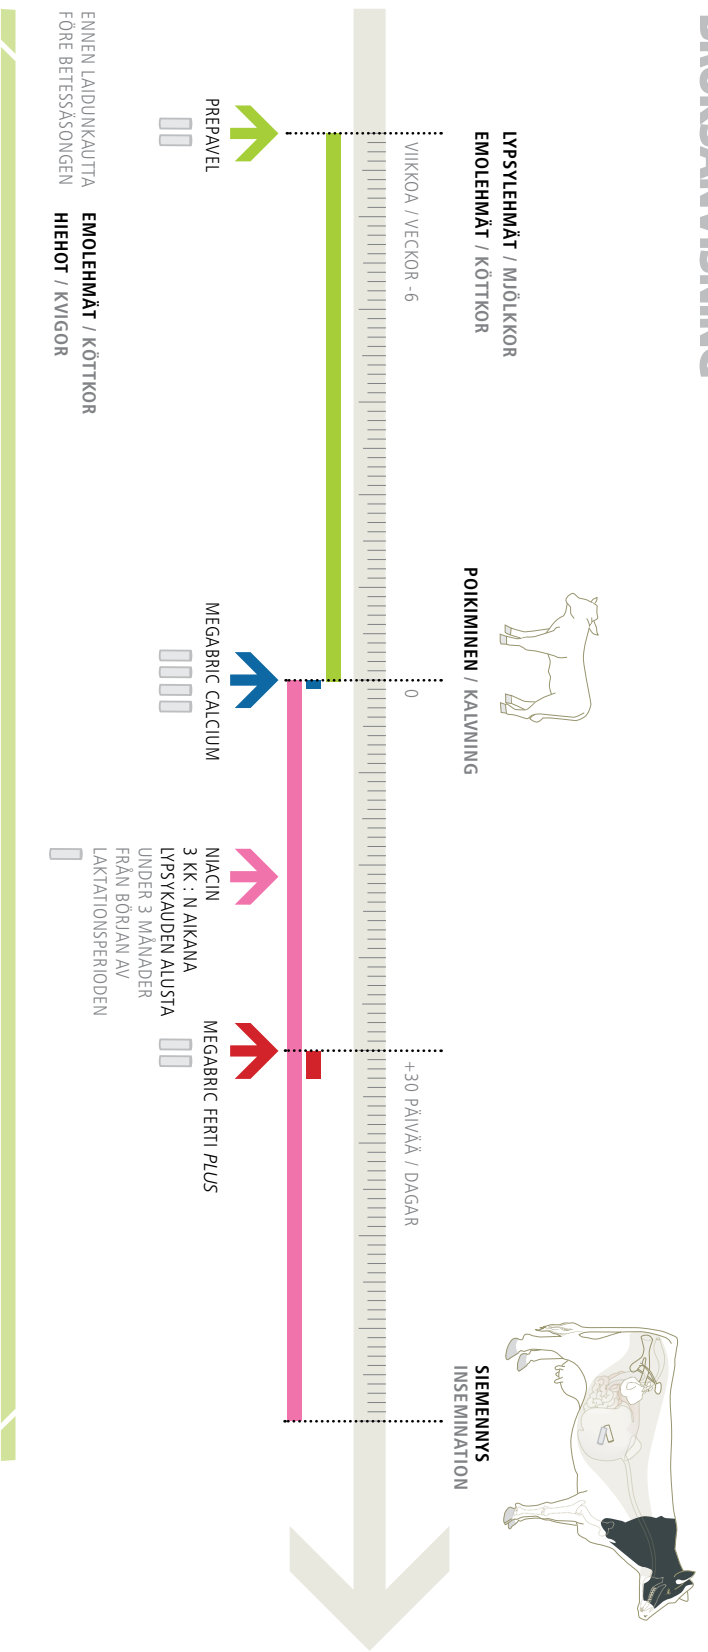 BRUKSANVISNING
LYPSYLEHMÄT / MJÖLKKOR
EMOLEHMÄT / KÖTTKOR
POIKIMINEN / KALVNING
SIEMENNYS
INSEMINATION
VIIKKOA / VECKOR -6
0
+30 PÄIVÄÄ / DAGAR
PREPAVEL
MEGABRIC CALCIUM
NIACIN
3 KK : N AIKANA
LYPSYKAUDEN ALUSTA
UNDER 3 MÅNADER
FRÅN BÖRJAN AV
LAKTATIONSPERIODEN
MEGABRIC FERTI PLUS
ENNEN LAIDUNKAUTTA
FÖRE BETESSÄSONGEN
EMOLEHMÄT / KÖTTKOR
HIEHOT / KVIGOR